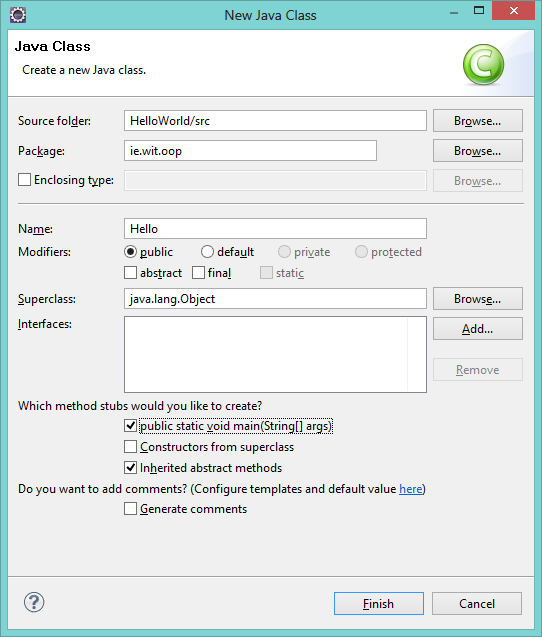 New Java Class
Java Class
Create a new Java class.
Source folder: HelloWorld/src Browse...
Package: ie.wit.oop Browse...
Enclosing type: Browse...
Name: Hello
Modifiers: public default private protected
abstract final static
Superclass: java.lang.Object Browse...
Interfaces: Add...
Remove
Which method stubs would you like to create?
public static void main(String[] args)
Constructors from superclass
Inherited abstract methods
Do you want to add comments? (Configure templates and default value here)
Generate comments
Finish Cancel